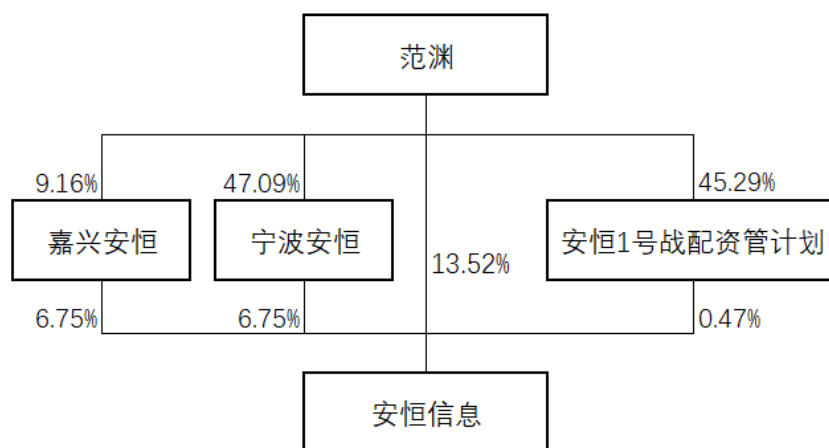 范渊
9.16%
47.09%
45.29%
嘉兴安恒
宁波安恒
安恒1号战配资管计划
13.52%
6.75%
6.75%
0.47%
安恒信息